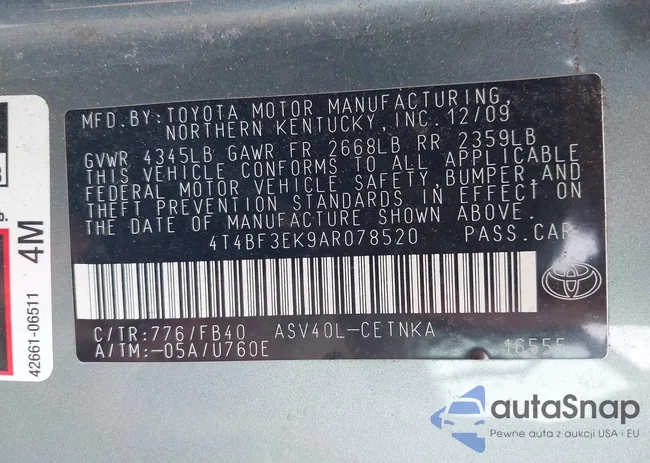 MFD.BY:TOYOTA MOTOR MANUFACTURING,
NORTHERN KENTUCKY,INC.12/09
GVWR 4345LB GAWR FR 2668LB RR 2359LB
THIS VEHICLE CONFORMS TO ALL APPLICABLE
FEDERAL MOTOR VEHICLE SAFETY,BUMPER,AND
THEFT PREVENTION STANDARDS IN EFFECT ON
THE DATE OF MANUFACTURE SHOWN ABOVE.
4T4BF3EK9AR078520 PASS.CAR
C/TR:776/FB40 ASV40L-CETNKA
A/TM:-05A/U760E 16555
4M
42661-06511
autaSnap
Pewne auta z aukcji USA i EU